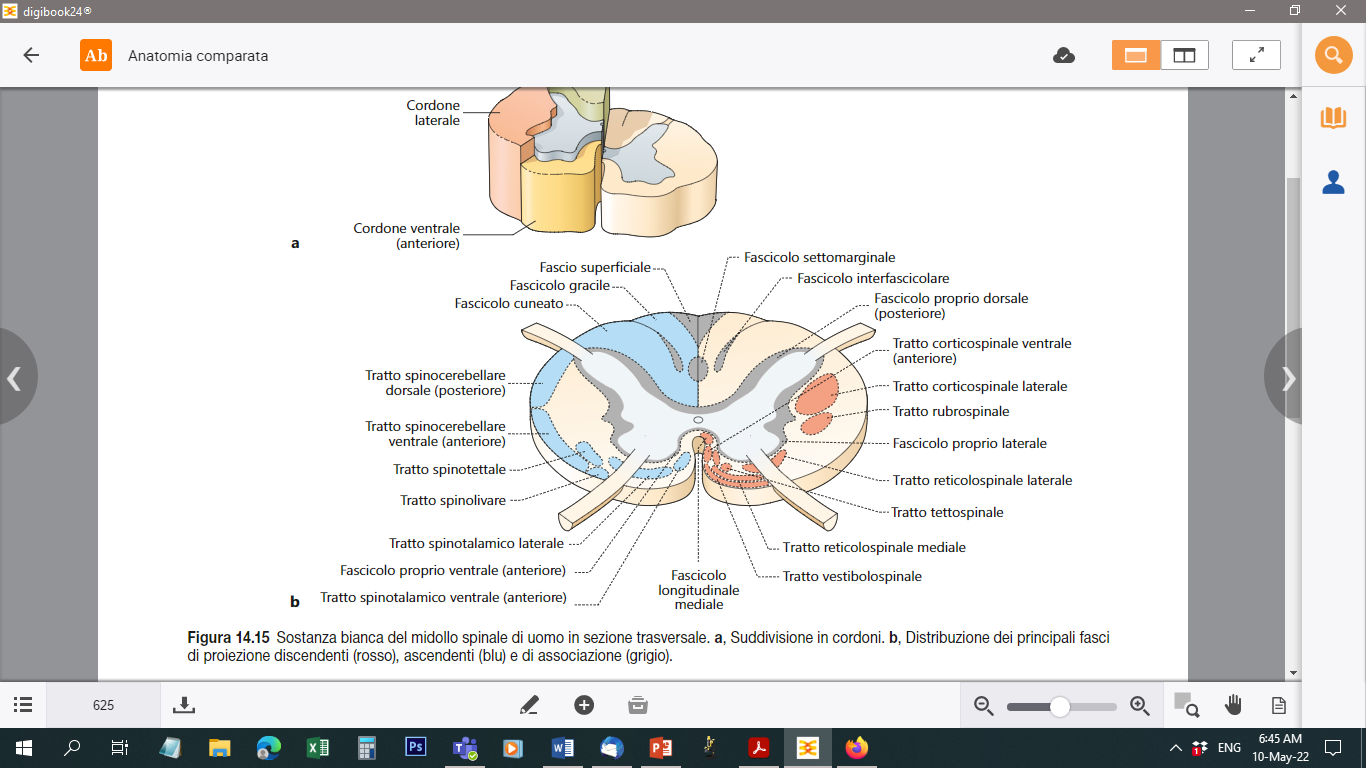 digibook24®
Ab
Anatomia comparata
Cordone
laterale
Cordone ventrale
(anteriore)
a
Fascio superficiale
Fascicolo gracile
Fascicolo cuneato
Fascicolo settomarginale
Fascicolo interfascicolare
Fascicolo proprio dorsale
(posteriore)
Tratto corticospinale ventrale
(anteriore)
Tratto spinocerebellare
dorsale (posteriore)
Tratto corticospinale laterale
Tratto rubrospinale
Tratto spinocerebellare
ventrale (anteriore)
Fascicolo proprio laterale
Tratto spinotettale
Tratto reticolospinale laterale
Tratto spinolivare
Tratto tettospinale
Tratto spinotalamico laterale
Tratto reticolospinale mediale
Fascicolo proprio ventrale (anteriore)
Fascicolo
longitudinale
mediale
Tratto vestibolospinale
Tratto spinotalamico ventrale (anteriore)
b
Figura 14.15 Sostanza bianca del midollo spinale di uomo in sezione trasversale. a, Suddivisione in cordoni. b, Distribuzione dei principali fasci
di proiezione discendenti (rosso), ascendenti (blu) e di associazione (grigio).
625
Ps
ENG
6:45 AM
10-May-22